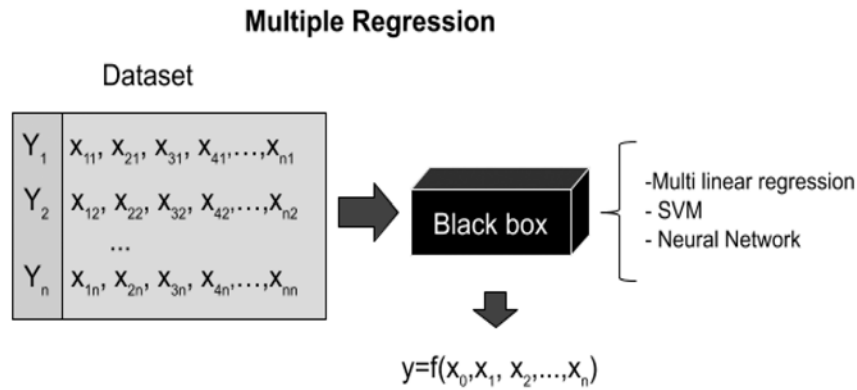 Multiple Regression
Dataset
Y₁ x₁₁, x₂₁, x₃₁, x₄₁,...,xₙ₁
Y₂ x₁₂, x₂₂, x₃₂, x₄₂,...,xₙ₂
...
Yₙ x₁ₙ, x₂ₙ, x₃ₙ, x₄ₙ,...,xₙₙ
Black box
-Multi linear regression
- SVM
- Neural Network
y=f(x₀,x₁, x₂,...,xₙ)